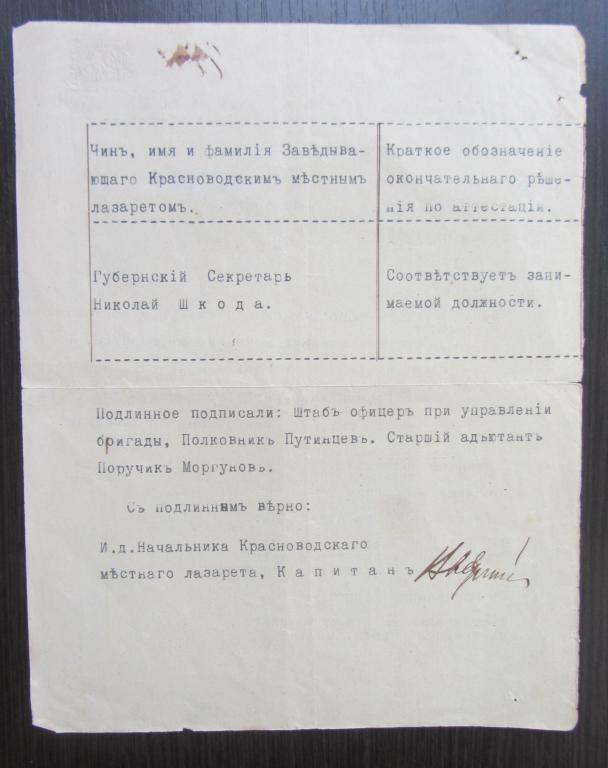 Чинъ, имя и фамилія Завѣдыва-
ющаго Красноводскимъ мѣстнымъ
лазаретомъ.
Краткое обозначеніе
окончательнаго рѣше-
нія по аттестаціи.
Губернскій Секретарь
Николай Шкода.
Соотвѣтствуетъ зани-
маемой должности.
Подлинное подписали: Штабъ офицеръ при управленіи
бригады, Полковникъ Путинцевъ. Старшій адъютантъ
Поручикъ Моргуновъ.
Съ подлиннымъ вѣрно:
И.д.Начальника Красноводскаго
мѣстнаго лазарета, Капитанъ